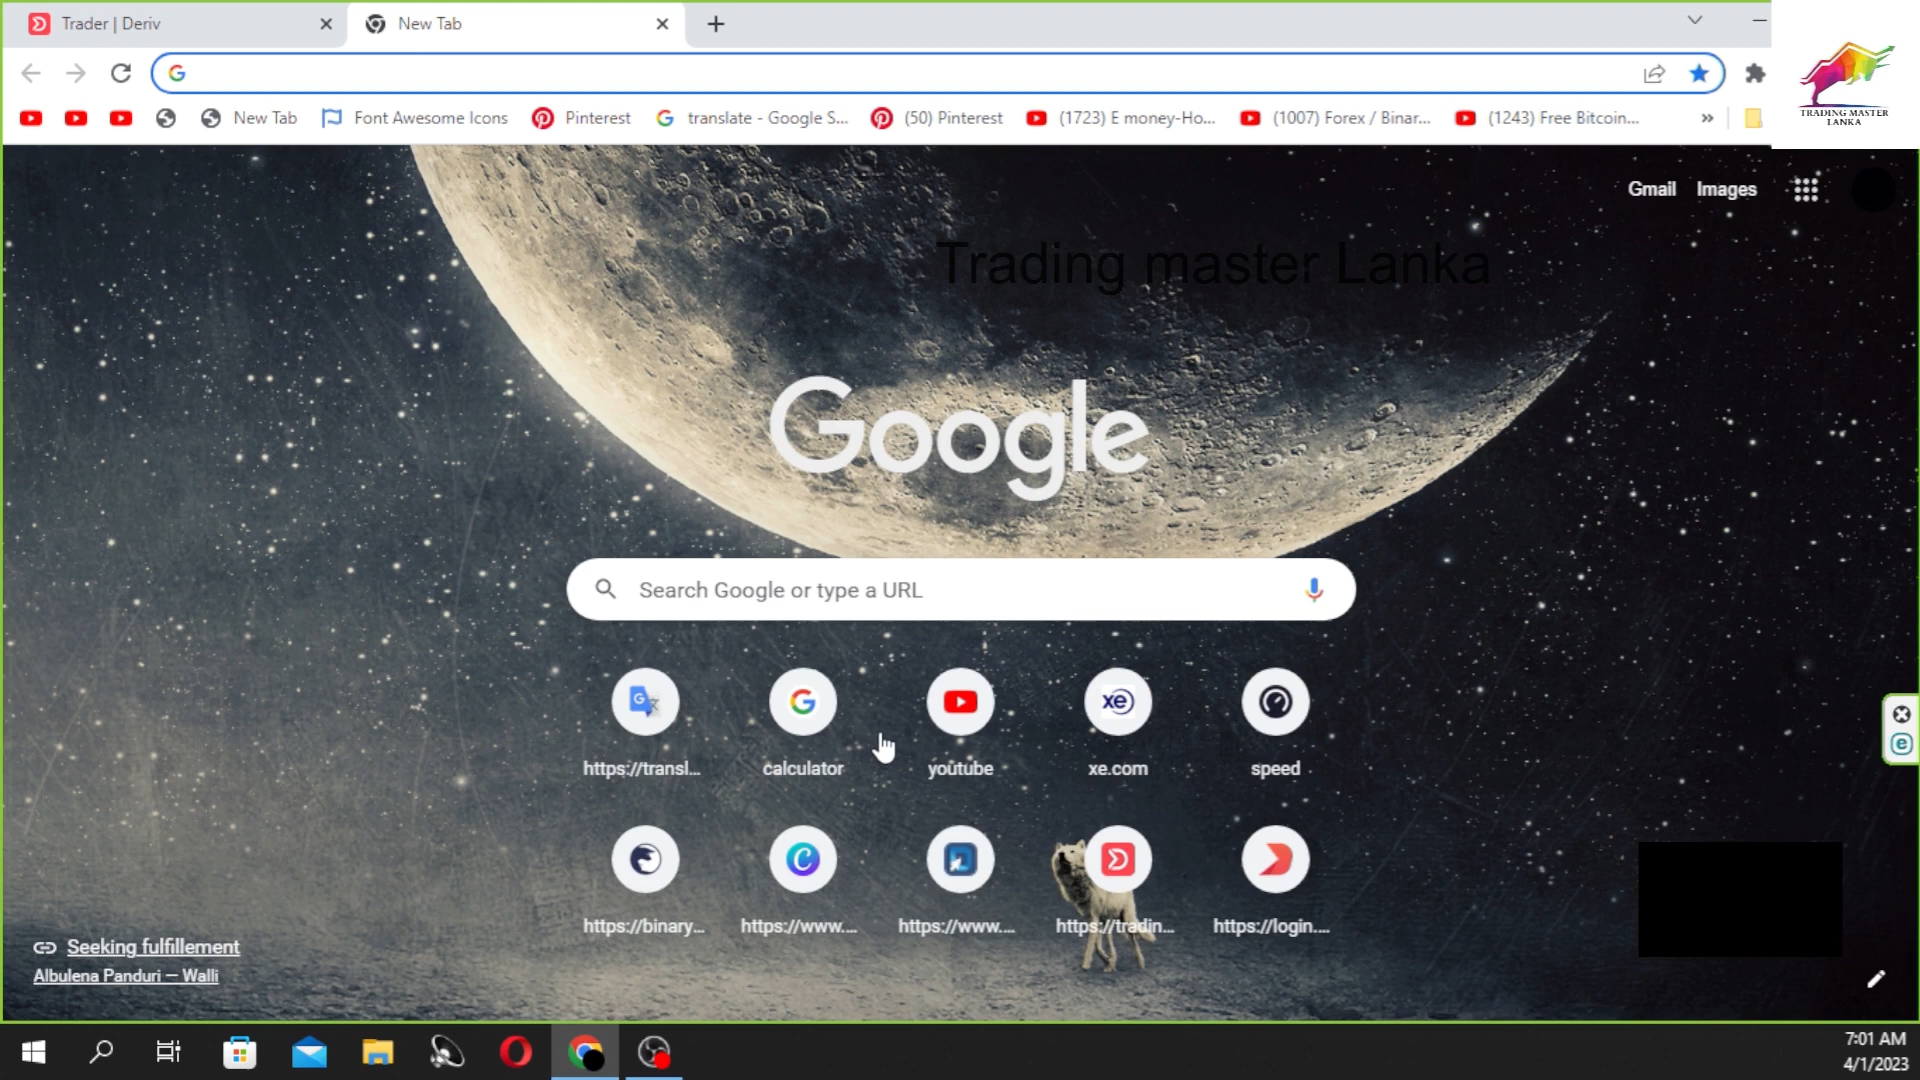 Trader | Deriv
New Tab
New Tab
Font Awesome Icons
Pinterest
translate - Google S...
(50) Pinterest
(1723) E money-Ho...
(1007) Forex / Binar...
(1243) Free Bitcoin...
»
TRADING MASTER
LANKA
Gmail
Images
Trading master Lanka
Google
Search Google or type a URL
https://transl...
calculator
youtube
xe
xe.com
speed
https://binary...
https://www....
https://www....
https://tradin...
https://login....
Seeking fulfillement
Albulena Panduri — Walli
7:01 AM
4/1/2023